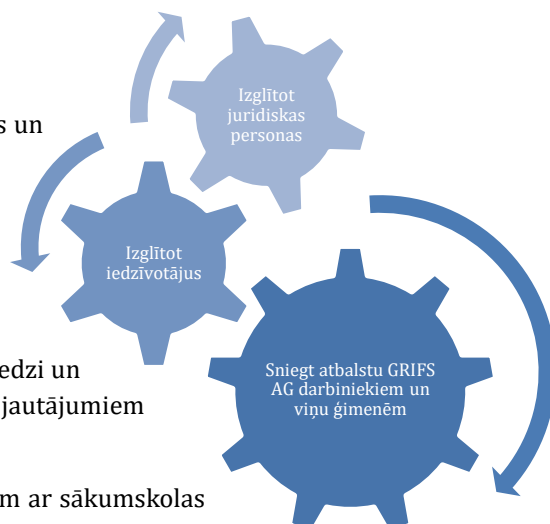 Izglītot
juridiskas
personas
s un
Izglītot
iedzīvotājus
Sniegt atbalstu GRIFS
AG darbiniekiem un
viņu ģimenēm
edzi un
jautājumiem
m ar sākumskolas